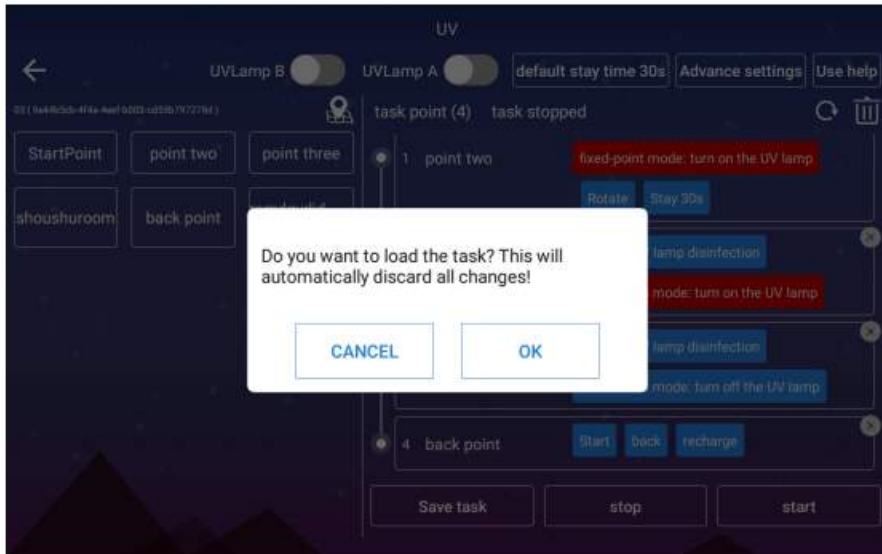 UV
UVLamp B
UVLamp A
default stay time 30s
Advance settings
Use help
task point (4) task stopped
StartPoint
point two
point three
1 point two
fixed-point mode: turn on the UV lamp
Rotate
Stay 30s
shoushuroom
back point
lamp disinfection
mode: turn on the UV lamp
Do you want to load the task? This will
automatically discard all changes!
CANCEL
OK
lamp disinfection
mode: turn off the UV lamp
4 back point
Start
back
recharge
Save task
stop
start